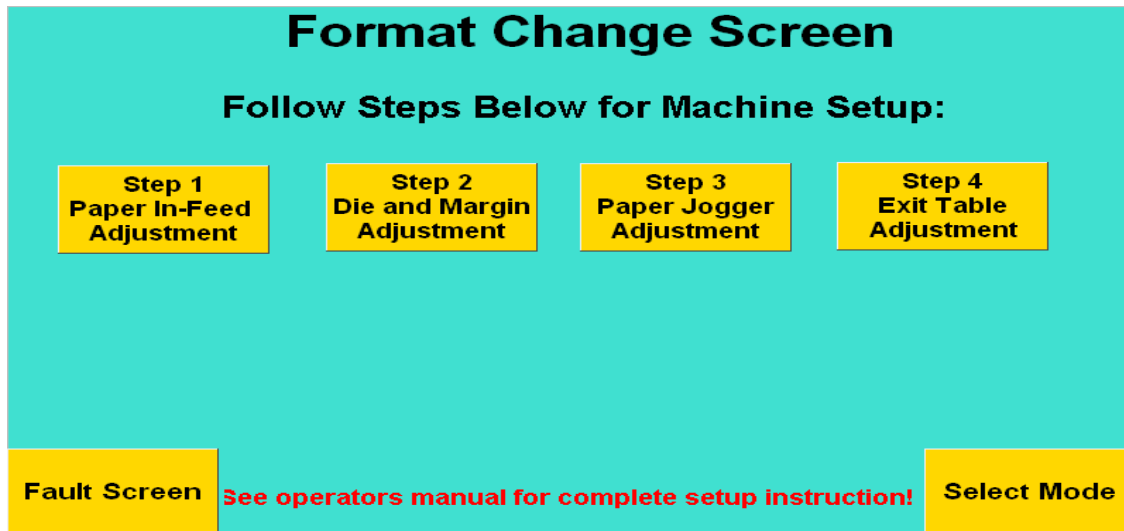 Format Change Screen
Follow Steps Below for Machine Setup:
Step 1
Paper In-Feed
Adjustment
Step 2
Die and Margin
Adjustment
Step 3
Paper Jogger
Adjustment
Step 4
Exit Table
Adjustment
Fault Screen
See operators manual for complete setup instruction!
Select Mode